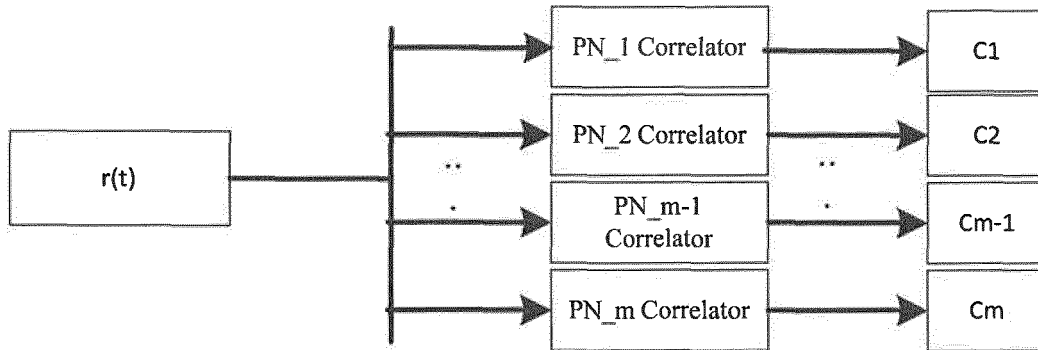 PN_1 Correlator
C1
PN_2 Correlator
C2
r(t)
PN_m-1
Correlator
Cm-1
PN_m Correlator
Cm